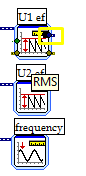 U1 ef
U2 ef
RMS
frequency